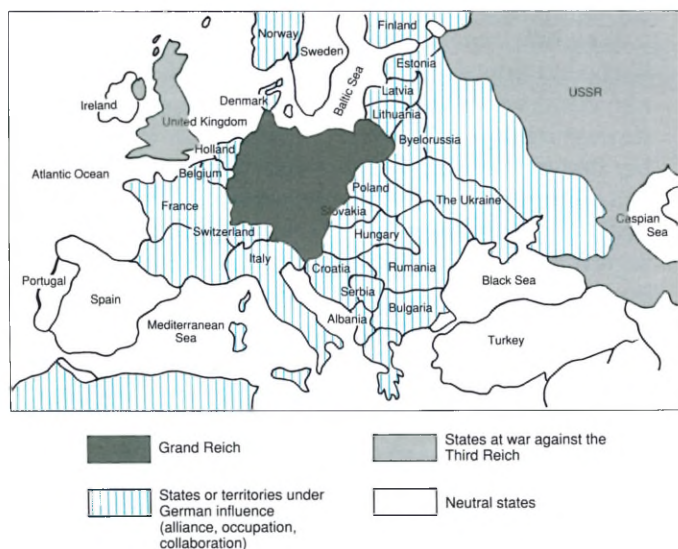 Norway
Finland
Sweden
Estonia
Baltic Sea
Latvia
USSR
Ireland
Denmark
Lithuania
United Kingdom
Byelorussia
Holland
Atlantic Ocean
Belgium
Poland
The Ukraine
France
Slovakia
Caspian
Sea
Switzerland
Hungary
Italy
Croatia
Rumania
Portugal
Spain
Black Sea
Serbia
Mediterranean
Sea
Albania
Bulgaria
Turkey
Grand Reich
States at war against the
Third Reich
States or territories under
German influence
(alliance, occupation,
collaboration)
Neutral states